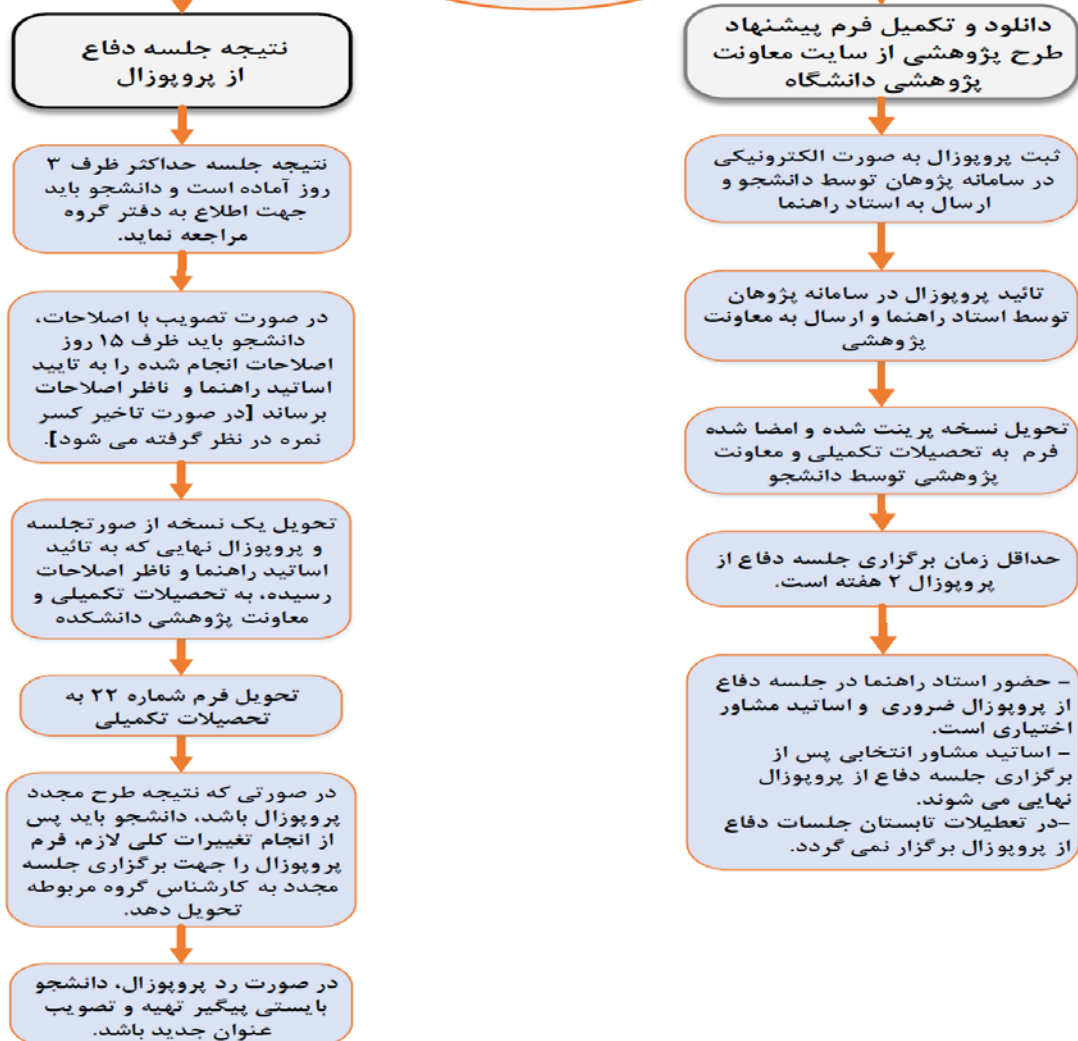 دانلود و تکمیل فرم پیشنهاد
طرح پژوهشی از سایت معاونت
پژوهشی دانشگاه
ثبت پروپوزال به صورت الکترونیکی
در سامانه پژوهان توسط دانشجو و
ارسال به استاد راهنما
تائید پروپوزال در سامانه پژوهان
توسط استاد راهنما و ارسال به معاونت
پژوهشی
تحویل نسخه پرینت شده و امضا شده
فرم به تحصیلات تکمیلی و معاونت
پژوهشی توسط دانشجو
حداقل زمان برگزاری جلسه دفاع از
پروپوزال ۲ هفته است.
- حضور استاد راهنما در جلسه دفاع
از پروپوزال ضروری و اساتید مشاور
اختیاری است.
- اساتید مشاور انتخابی پس از
برگزاری جلسه دفاع از پروپوزال
نهایی می شوند.
-در تعطیلات تابستان جلسات دفاع
از پروپوزال برگزار نمی گردد.
نتیجه جلسه دفاع
از پروپوزال
نتیجه جلسه حداکثر ظرف ۳
روز آماده است و دانشجو باید
جهت اطلاع به دفتر گروه
مراجعه نماید.
در صورت تصویب با اصلاحات،
دانشجو باید ظرف ۱۵ روز
اصلاحات انجام شده را به تایید
اساتید راهنما و ناظر اصلاحات
برساند [در صورت تاخیر کسر
نمره در نظر گرفته می شود].
تحویل یک نسخه از صورتجلسه
و پروپوزال نهایی که به تائید
اساتید راهنما و ناظر اصلاحات
رسیده، به تحصیلات تکمیلی و
معاونت پژوهشی دانشکده
تحویل فرم شماره ۲۲ به
تحصیلات تکمیلی
در صورتی که نتیجه طرح مجدد
پروپوزال باشد، دانشجو باید پس
از انجام تغییرات کلی لازم، فرم
پروپوزال را جهت برگزاری جلسه
مجدد به کارشناس گروه مربوطه
تحویل دهد.
در صورت رد پروپوزال، دانشجو
بایستی پیگیر تهیه و تصویب
عنوان جدید باشد.